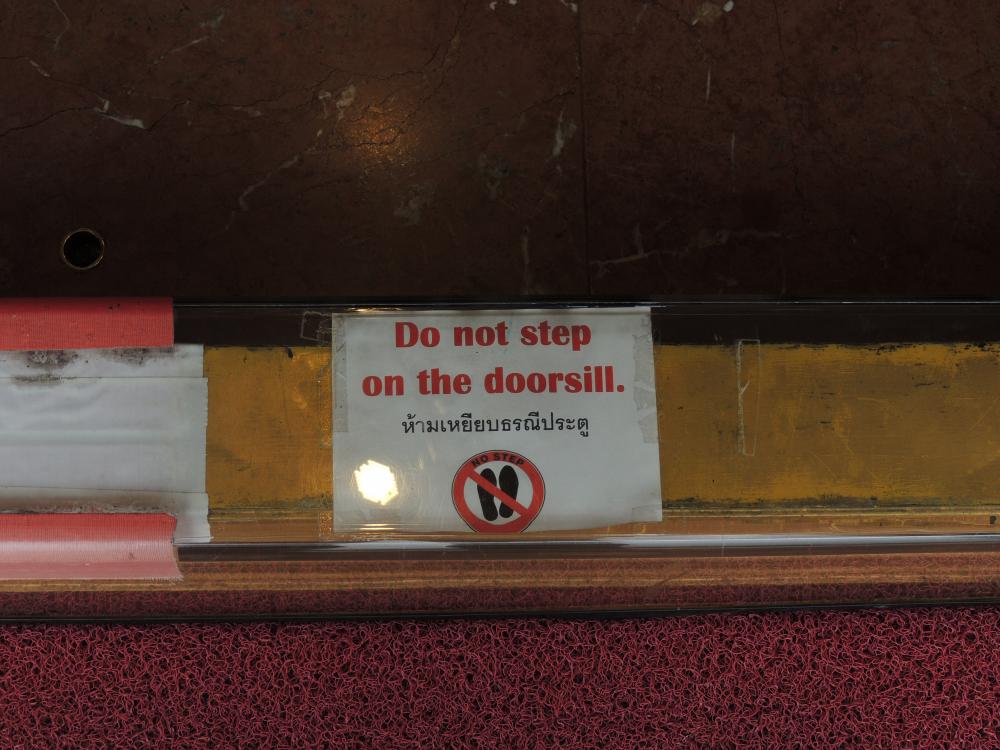 Do not step
on the doorsill.
ห้ามเหยียบธรณีประตู
NO STEP